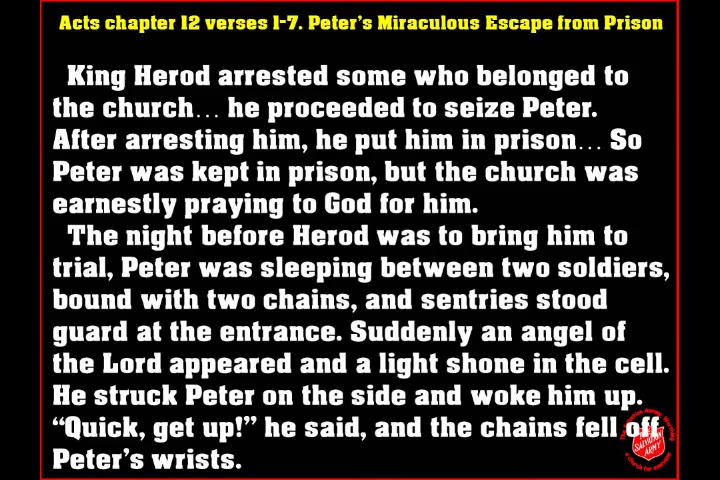 Acts chapter 12 verses 1-7. Peter's Miraculous Escape from Prison
King Herod arrested some who belonged to
the church... he proceeded to seize Peter.
After arresting him, he put him in prison... So
Peter was kept in prison, but the church was
earnestly praying to God for him.
The night before Herod was to bring him to
trial, Peter was sleeping between two soldiers,
bound with two chains, and sentries stood
guard at the entrance. Suddenly an angel of
the Lord appeared and a light shone in the cell.
He struck Peter on the side and woke him up.
“Quick, get up!” he said, and the chains fell off
Peter's wrists.
SALVATION
ARMY